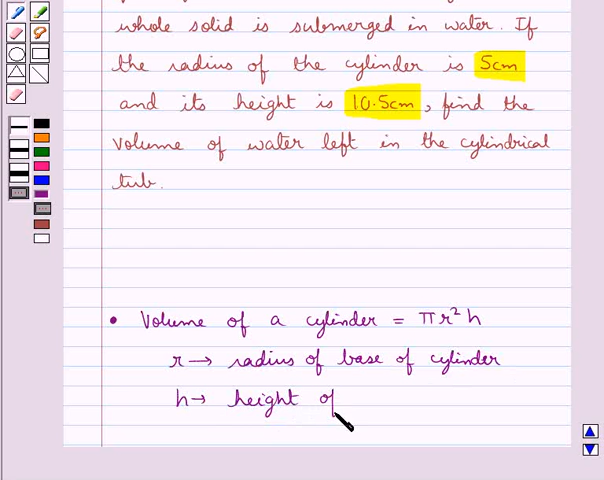 whole solid is submerged in water. If
the radius of the cylinder is 5cm
and its height is 10.5cm, find the
volume of water left in the cylindrical
tub.
• Volume of a cylinder = πr²h
r → radius of base of cylinder
h → height of